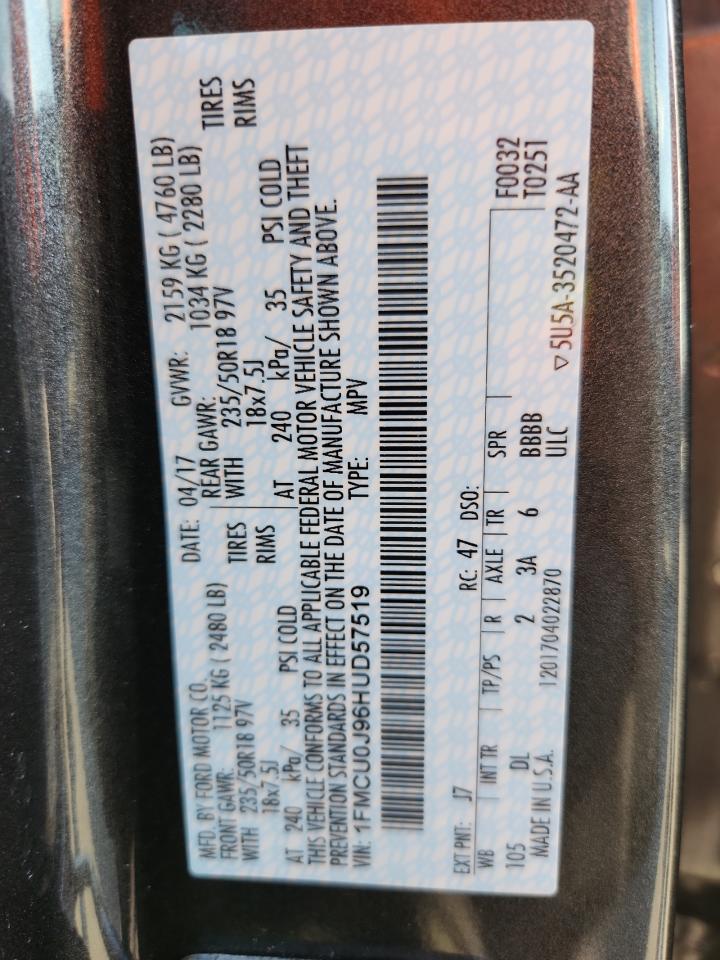 MFD. BY FORD MOTOR CO.
DATE: 04/17 GVWR: 2159 KG ( 4760 LB)
FRONT GAWR: 1125 KG ( 2480 LB) REAR GAWR: 1034 KG ( 2280 LB)
WITH 235/50R18 97V TIRES WITH 235/50R18 97V TIRES
18x7.5J RIMS 18x7.5J RIMS
AT 240 kPa/ 35 PSI COLD AT 240 kPa/ 35 PSI COLD
THIS VEHICLE CONFORMS TO ALL APPLICABLE FEDERAL MOTOR VEHICLE SAFETY AND THEFT
PREVENTION STANDARDS IN EFFECT ON THE DATE OF MANUFACTURE SHOWN ABOVE.
VIN: 1FMCU0J96HUD57519 TYPE: MPV
EXT PNT: J7 RC: 47 DSO:
WB INT TR TP/PS R AXLE TR SPR F0032
105 DL 2 3A 6 BBBB T0251
ULC
MADE IN U.S.A. 1201704022870 ▽5U5A-3520472-AA